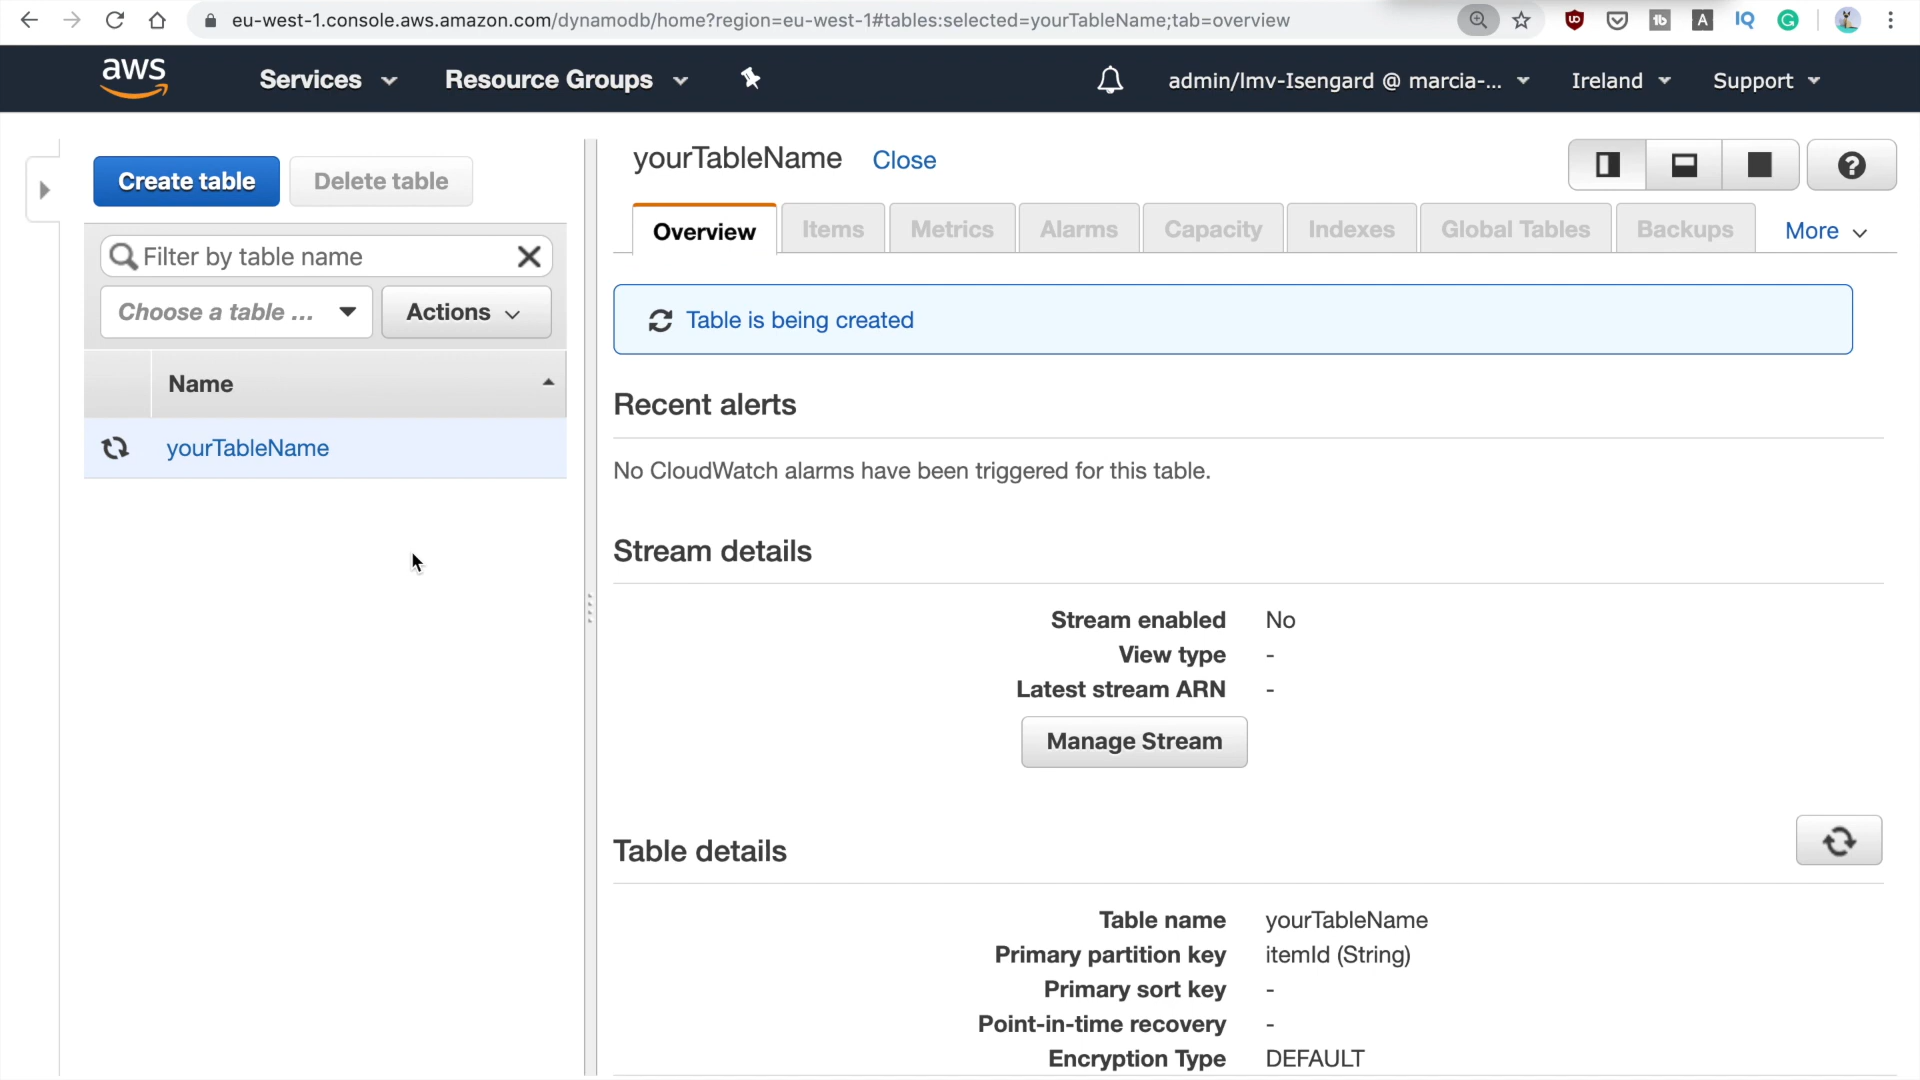 eu-west-1.console.aws.amazon.com/dynamodb/home?region=eu-west-1#tables:selected=yourTableName;tab=overview
UD
tb
A
IQ
G
aws
Services
Resource Groups
admin/lmv-Isengard @ marcia-...
Ireland
Support
Create table
Delete table
Filter by table name
Choose a table ...
Actions
Name
yourTableName
yourTableName Close
?
Overview
Items
Metrics
Alarms
Capacity
Indexes
Global Tables
Backups
More
Table is being created
Recent alerts
No CloudWatch alarms have been triggered for this table.
Stream details
Stream enabled No
View type -
Latest stream ARN -
Manage Stream
Table details
Table name yourTableName
Primary partition key itemId (String)
Primary sort key -
Point-in-time recovery -
Encryption Type DEFAULT